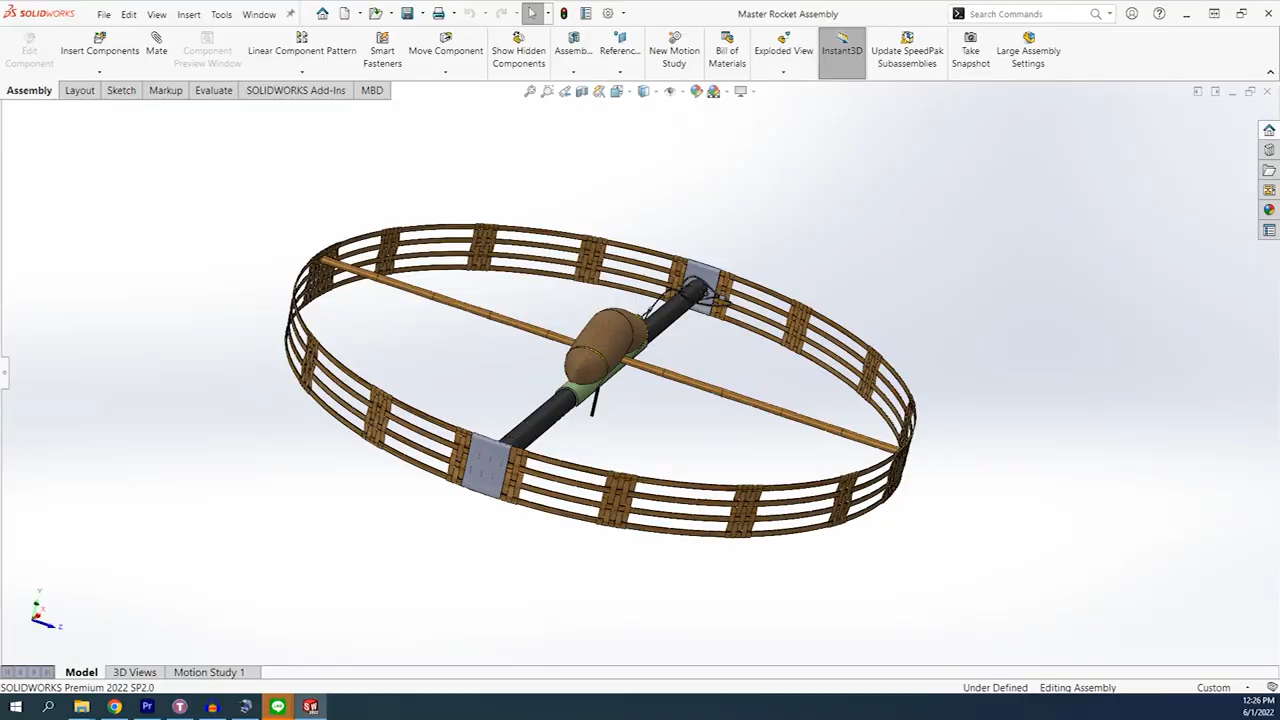 SOLIDWORKS File Edit View Insert Tools Window Master Rocket Assembly Search Commands
Edit Component Insert Components Mate Component Preview Window Linear Component Pattern Smart Fasteners Move Component Show Hidden Components Assemb... Referenc... New Motion Study Bill of Materials Exploded View Instant3D Update SpeedPak Subassemblies Take Snapshot Large Assembly Settings
Assembly Layout Sketch Markup Evaluate SOLIDWORKS Add-Ins MBD
Y
X
Z
Model 3D Views Motion Study 1
SOLIDWORKS Premium 2022 SP2.0 Under Defined Editing Assembly Custom
12:26 PM
6/1/2022